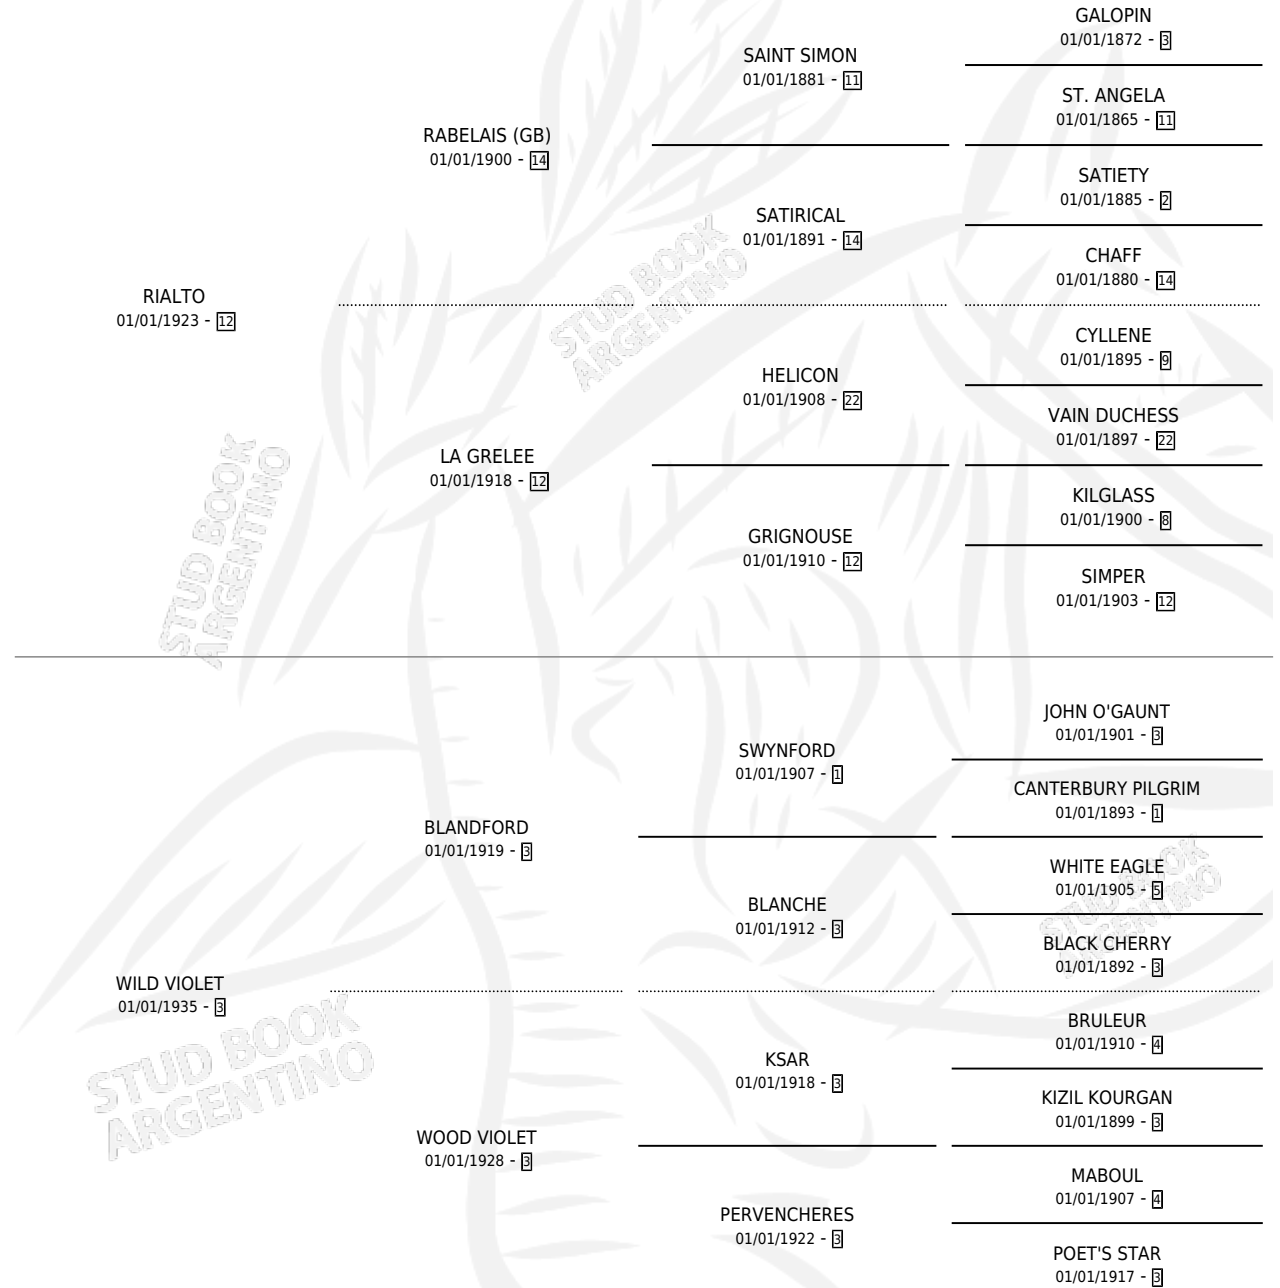 GALOPIN
01/01/1872 - 3
SAINT SIMON
01/01/1881 - 11
ST. ANGELA
01/01/1865 - 11
RABELAIS (GB)
01/01/1900 - 14
SATIETY
01/01/1885 - 2
SATIRICAL
01/01/1891 - 14
CHAFF
01/01/1880 - 14
STUD BOOK
ARGENTINO
RIALTO
01/01/1923 - 12
CYLLENE
01/01/1895 - 9
HELICON
01/01/1908 - 22
VAIN DUCHESS
01/01/1897 - 22
LA GRELEE
01/01/1918 - 12
KILGLASS
01/01/1900 - 8
GRIGNOUSE
01/01/1910 - 12
SIMPER
01/01/1903 - 12
STUD BOOK
ARGENTINO
JOHN O'GAUNT
01/01/1901 - 3
SWYNFORD
01/01/1907 - 1
CANTERBURY PILGRIM
01/01/1893 - 1
BLANDFORD
01/01/1919 - 3
WHITE EAGLE
01/01/1905 - 5
BLANCHE
01/01/1912 - 3
BLACK CHERRY
01/01/1892 - 3
STUD BOOK
ARGENTINO
WILD VIOLET
01/01/1935 - 3
BRULEUR
01/01/1910 - 4
KSAR
01/01/1918 - 3
KIZIL KOURGAN
01/01/1899 - 3
STUD BOOK
ARGENTINO
WOOD VIOLET
01/01/1928 - 3
MABOUL
01/01/1907 - 4
PERVENCHERES
01/01/1922 - 3
POET'S STAR
01/01/1917 - 3